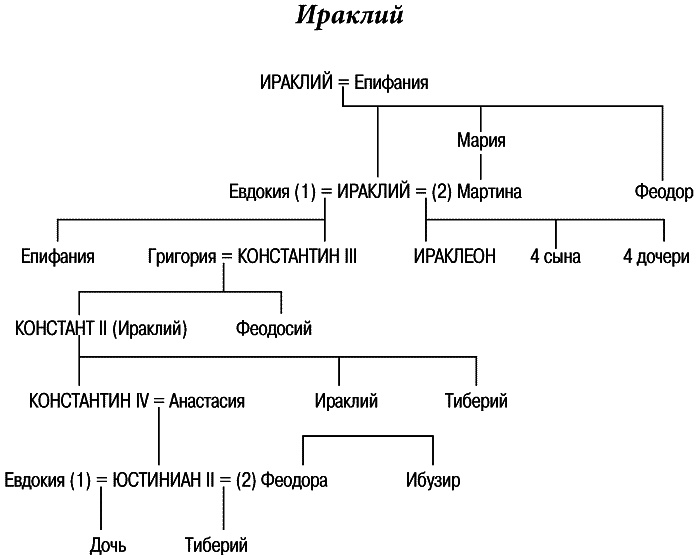 Ираклий
ИРАКЛИЙ = Епифания
Мария
Евдокия (1) = ИРАКЛИЙ = (2) Мартина Феодор
Епифания Григория = КОНСТАНТИН III ИРАКЛЕОН 4 сына 4 дочери
КОНСТАНТ II (Ираклий) Феодосий
КОНСТАНТИН IV = Анастасия Ираклий Тиберий
Евдокия (1) = ЮСТИНИАН II = (2) Феодора Ибузир
Дочь Тиберий